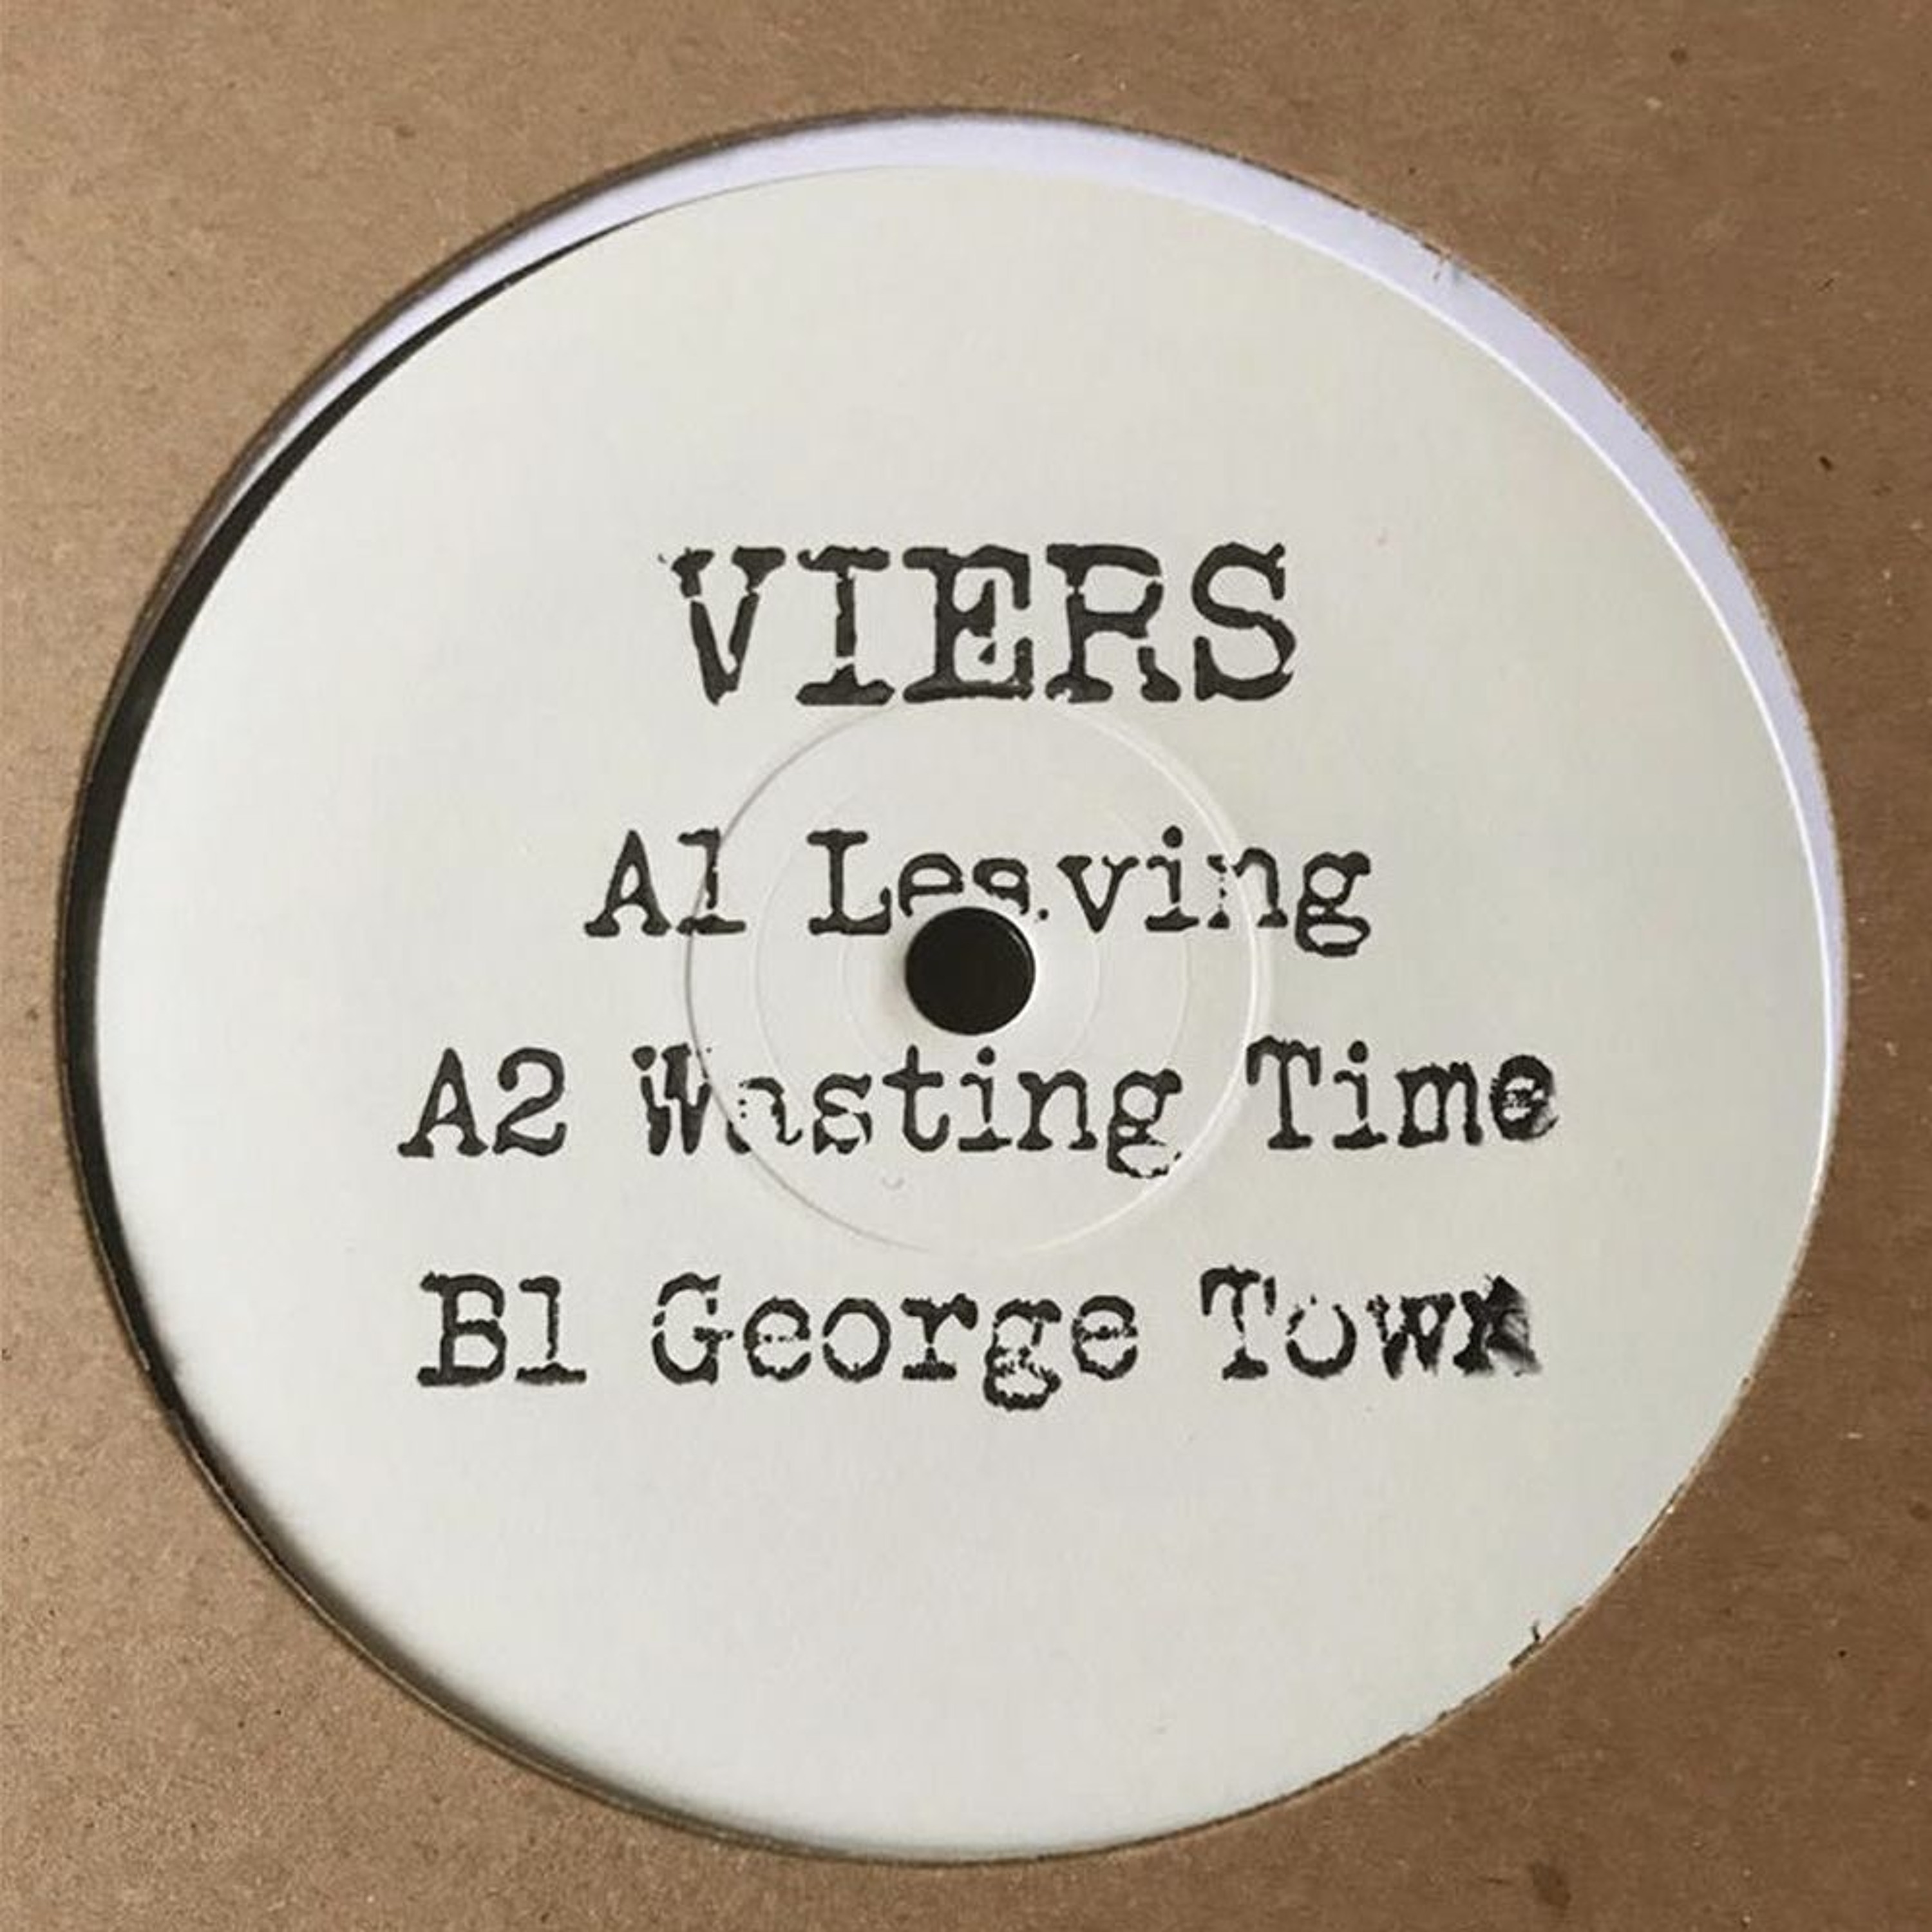 VIERS
A1 Leaving
A2 Wasting Time
B1 George Town